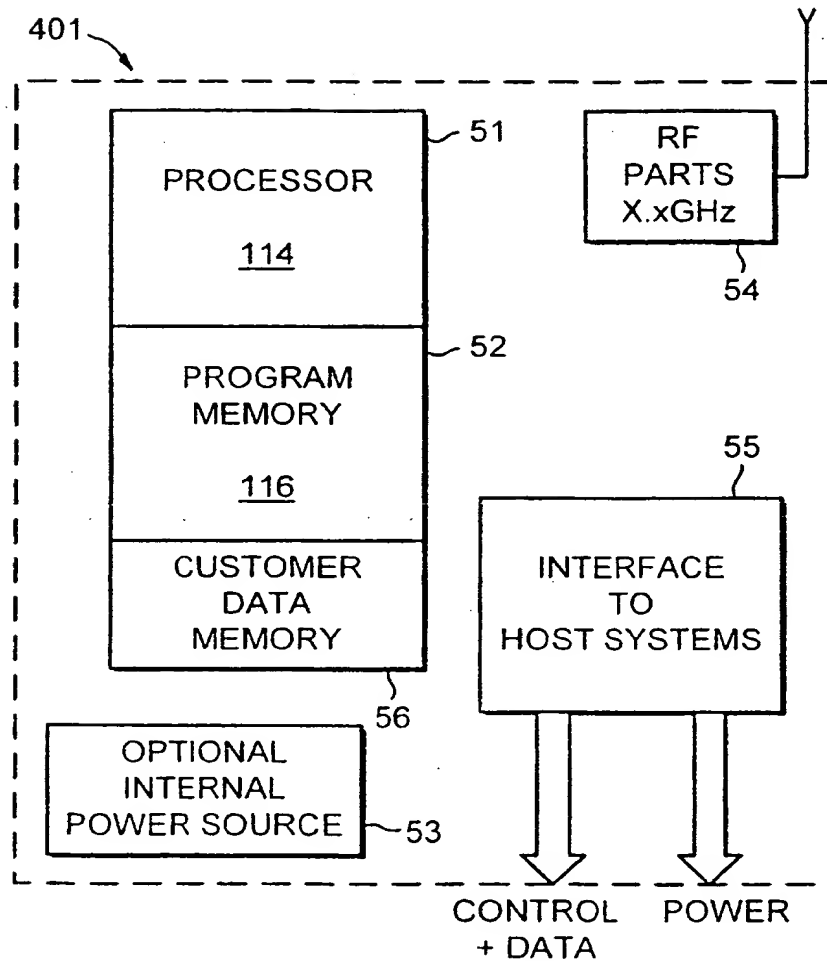 401
51
PROCESSOR
114
RF
PARTS
X.xGHz
54
52
PROGRAM
MEMORY
116
55
CUSTOMER
DATA
MEMORY
56
INTERFACE
TO
HOST SYSTEMS
OPTIONAL
INTERNAL
POWER SOURCE
53
CONTROL
+ DATA
POWER